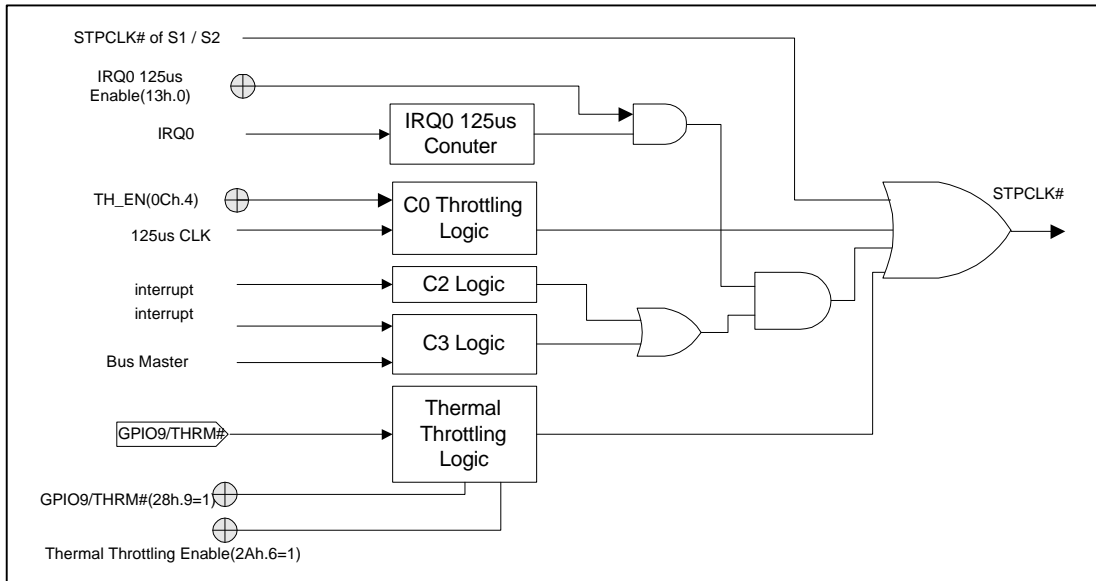 STPCLK# of S1 / S2
IRQ0 125us
Enable(13h.0)
IRQ0
IRQ0 125us
Conuter
TH_EN(0Ch.4)
125us CLK
C0 Throttling
Logic
STPCLK#
interrupt
C2 Logic
interrupt
Bus Master
C3 Logic
GPIO9/THRM#
Thermal
Throttling
Logic
GPIO9/THRM#(28h.9=1)
Thermal Throttling Enable(2Ah.6=1)